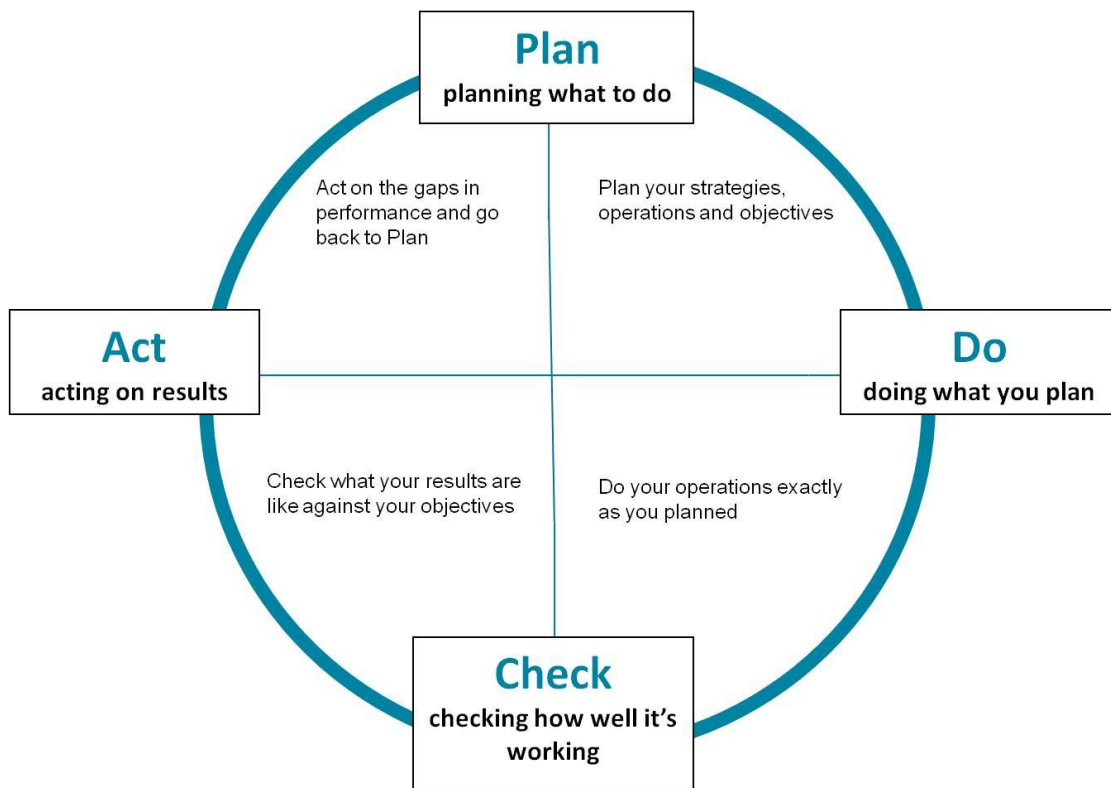 Plan
planning what to do
Act on the gaps in
performance and go
back to Plan
Plan your strategies,
operations and objectives
Act
acting on results
Do
doing what you plan
Check what your results are
like against your objectives
Do your operations exactly
as you planned
Check
checking how well it’s
working